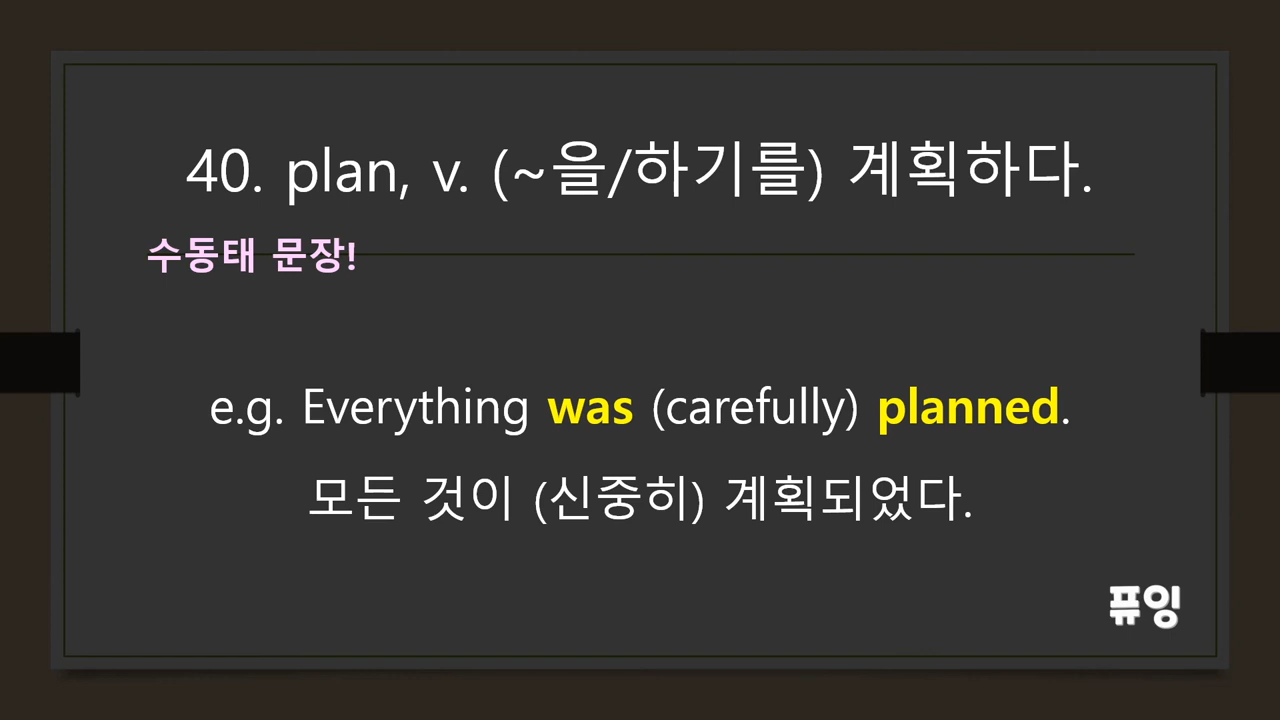 40. plan, v. (~을/하기를) 계획하다.
수동태 문장!
e.g. Everything was (carefully) planned.
모든 것이 (신중히) 계획되었다.
퓨잉